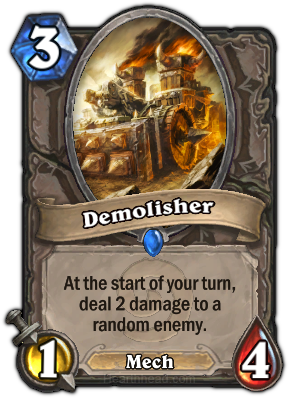 3
Demolisher
At the start of your turn,
deal 2 damage to a
random enemy.
1
Mech
4